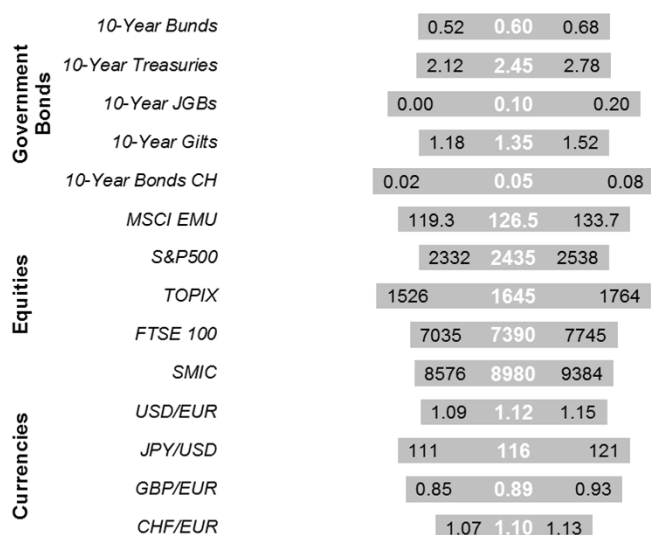 Government
Bonds
10-Year Bunds 0.52 0.60 0.68
10-Year Treasuries 2.12 2.45 2.78
10-Year JGBs 0.00 0.10 0.20
10-Year Gilts 1.18 1.35 1.52
10-Year Bonds CH 0.02 0.05 0.08
Equities
MSCI EMU 119.3 126.5 133.7
S&P500 2332 2435 2538
TOPIX 1526 1645 1764
FTSE 100 7035 7390 7745
SMIC 8576 8980 9384
Currencies
USD/EUR 1.09 1.12 1.15
JPY/USD 111 116 121
GBP/EUR 0.85 0.89 0.93
CHF/EUR 1.07 1.10 1.13